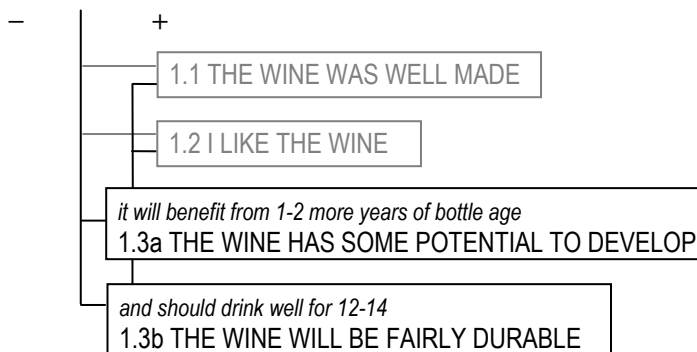 – +
1.1 THE WINE WAS WELL MADE
1.2 I LIKE THE WINE
it will benefit from 1-2 more years of bottle age
1.3a THE WINE HAS SOME POTENTIAL TO DEVELOP
and should drink well for 12-14
1.3b THE WINE WILL BE FAIRLY DURABLE